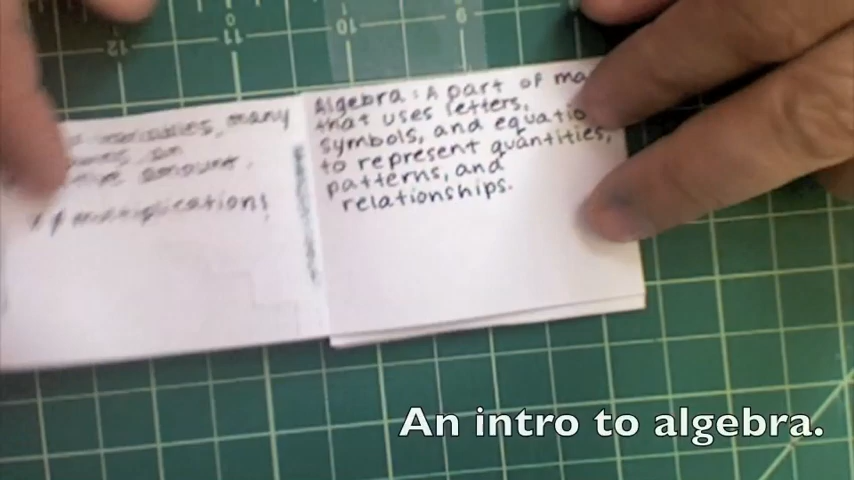 12 11 10 9
many
amount.
multiplication!
Algebra: A part of ma
that uses letters,
symbols, and equatio
to represent quantities,
patterns, and
relationships.
An intro to algebra.